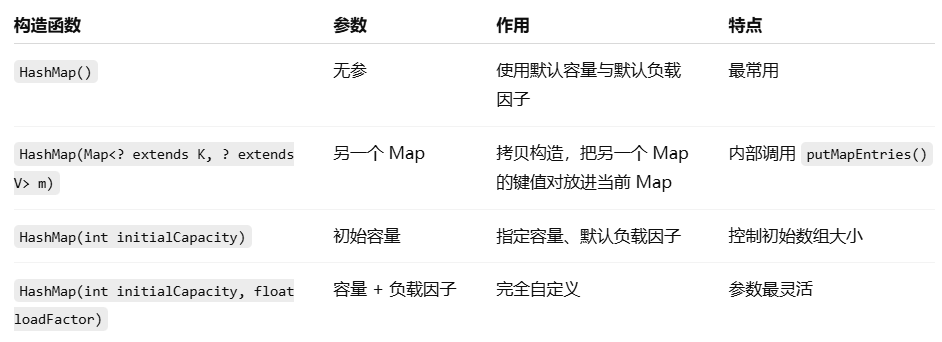 构造函数 参数 作用 特点
HashMap() 无参 使用默认容量与默认负载 最常用
因子
HashMap(Map<? extends K, ? extends 另一个 Map 拷贝构造，把另一个 Map 内部调用 putMapEntries()
V> m) 的键值对放进当前 Map
HashMap(int initialCapacity) 初始容量 指定容量、默认负载因子 控制初始数组大小
HashMap(int initialCapacity, float 容量 + 负载因子 完全自定义 参数最灵活
loadFactor)